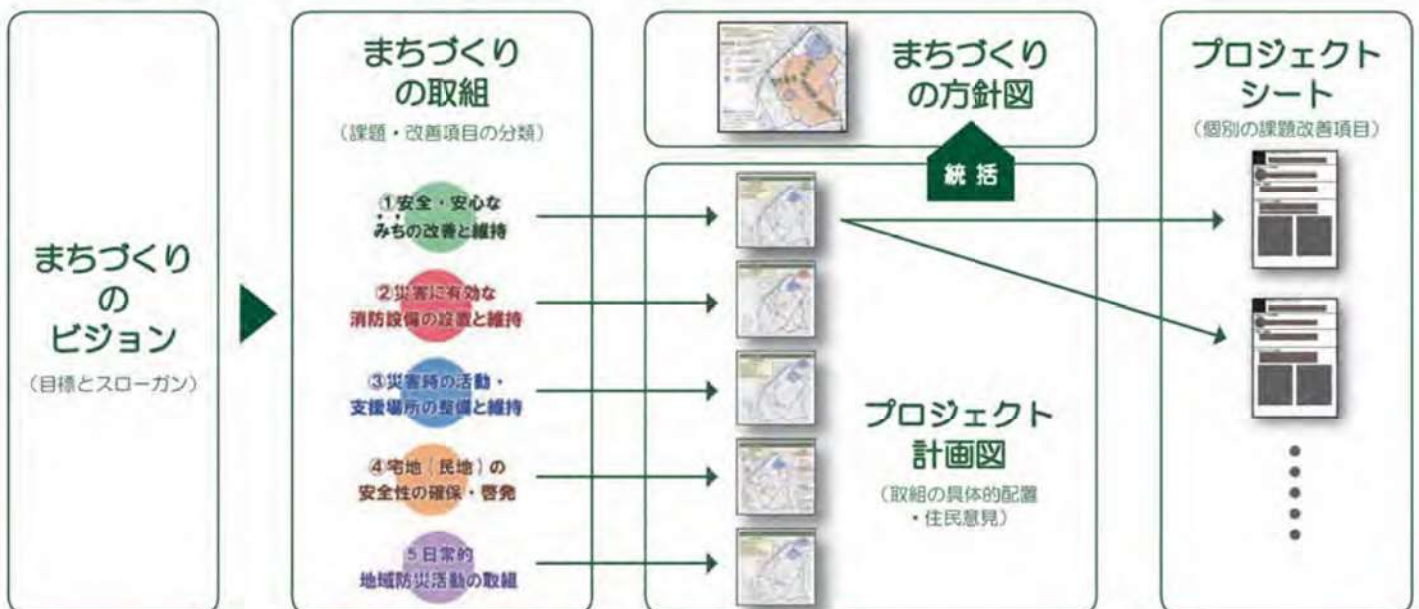 まちづくり
の
ビジョン
（目標とスローガン）
まちづくり
の取組
（課題・改善項目の分類）
①安全・安心な
みちの改善と維持
②災害に有効な
消防設備の設置と維持
③災害時の活動・
支援場所の整備と維持
④宅地（民地）の
安全性の確保・啓発
⑤日常的
地域防災活動の取組
まちづくり
の方針図
統括
プロジェクト
計画図
（取組の具体的配置
・住民意見）
プロジェクト
シート
（個別の課題改善項目）